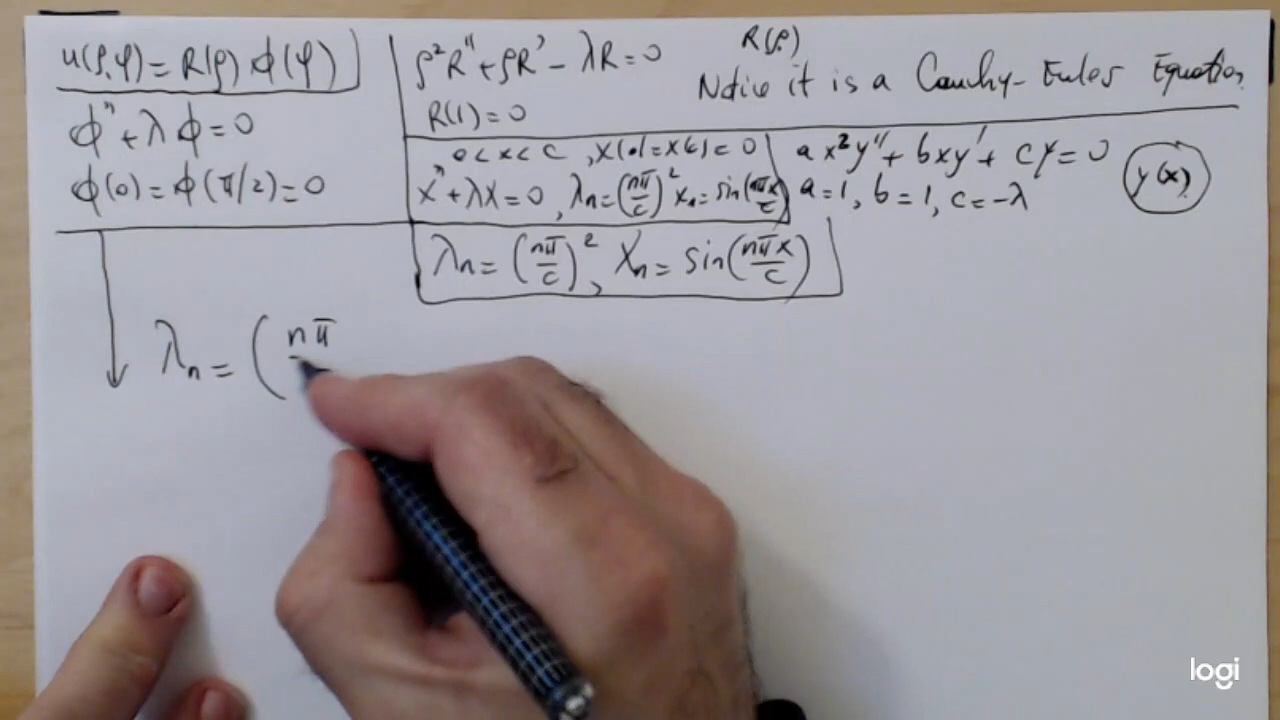 u(ρ,φ) = R(ρ) Φ(φ)
Φ'' + λ Φ = 0
Φ(0) = Φ(π/2) = 0
ρ²R'' + ρR' − λR = 0
R(1) = 0
R(ρ)
Notice it is a Cauchy-Euler Equation
0 < x < c, X(0) = X(c) = 0
X'' + λX = 0, λn = (nπ/c)² Xn = sin(nπx/c)
a x²y'' + b x y' + c y = 0
a = 1, b = 1, c = −λ
y(x)
λn = (nπ/c)², Xn = sin(nπx/c)
λn = (nπ
logi